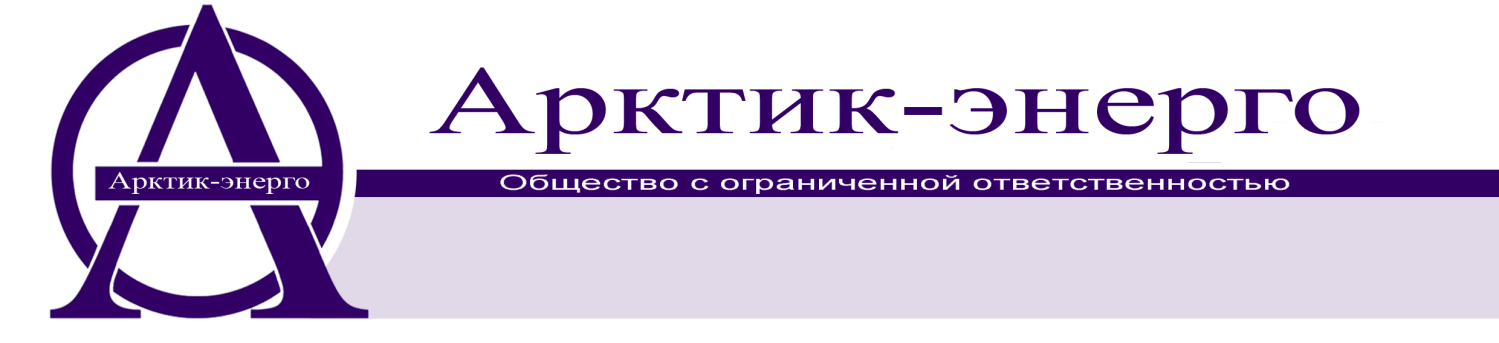 Арктик-энерго
Арктик-энерго
Общество с ограниченной ответственностью